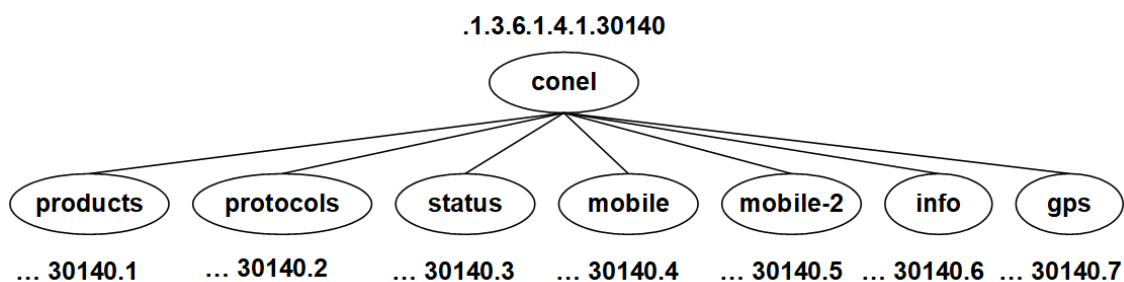 .1.3.6.1.4.1.30140
conel
products protocols status mobile mobile-2 info gps
... 30140.1 ... 30140.2 ... 30140.3 ... 30140.4 ... 30140.5 ... 30140.6 ... 30140.7